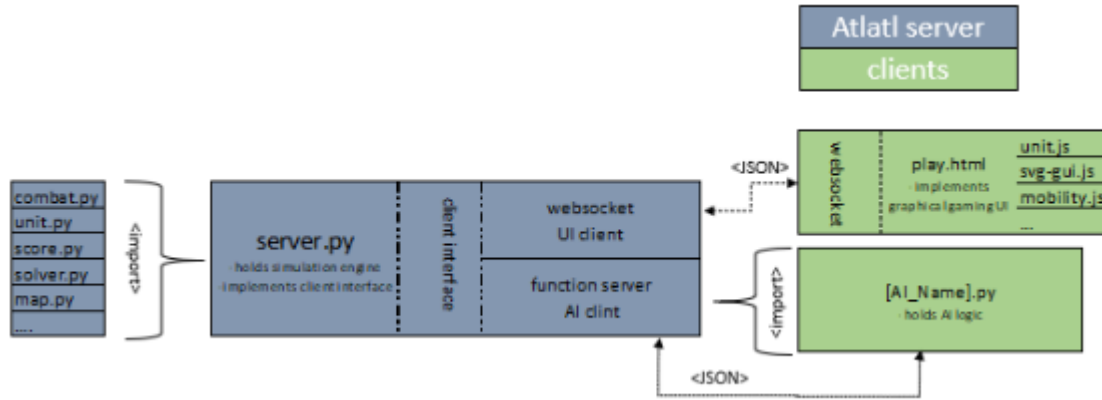 Atlatl server
clients
combat.py
unit.py
score.py
solver.py
map.py
....
<import>
server.py
- holds simulation engine
- implements client interface
client interface
websocket
UI client
function server
AI clint
<JSON>
websocket
play.html
- implements
graphical gaming UI
unit.js
svg-gui.js
mobility.js
...
<import>
[AI_Name].py
- holds AI logic
<JSON>